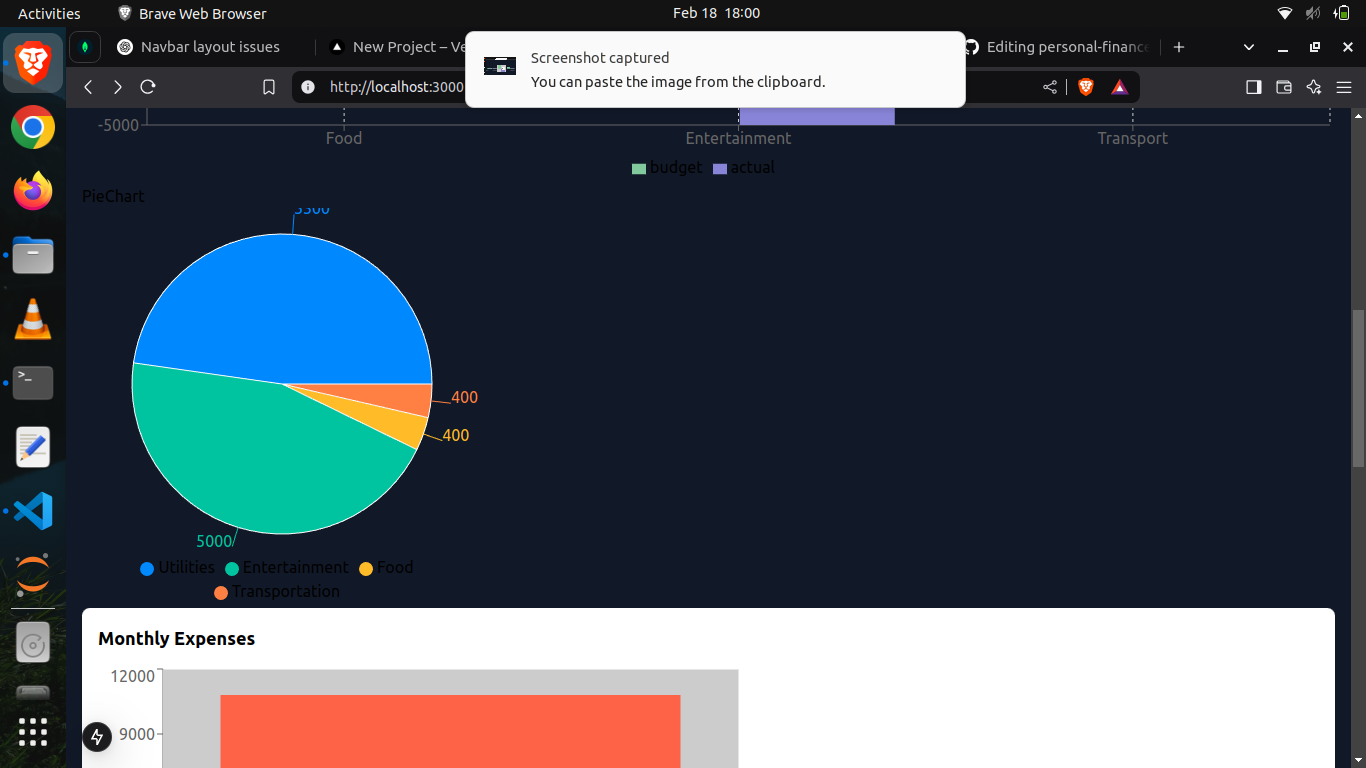 Activities
Brave Web Browser
Feb 18 18:00
Navbar layout issues
New Project – Ve
Editing personal-finance
Screenshot captured
You can paste the image from the clipboard.
http://localhost:3000
-5000
Food
Entertainment
Transport
budget
actual
PieChart
400
400
5000
Utilities
Entertainment
Food
Transportation
Monthly Expenses
12000
9000